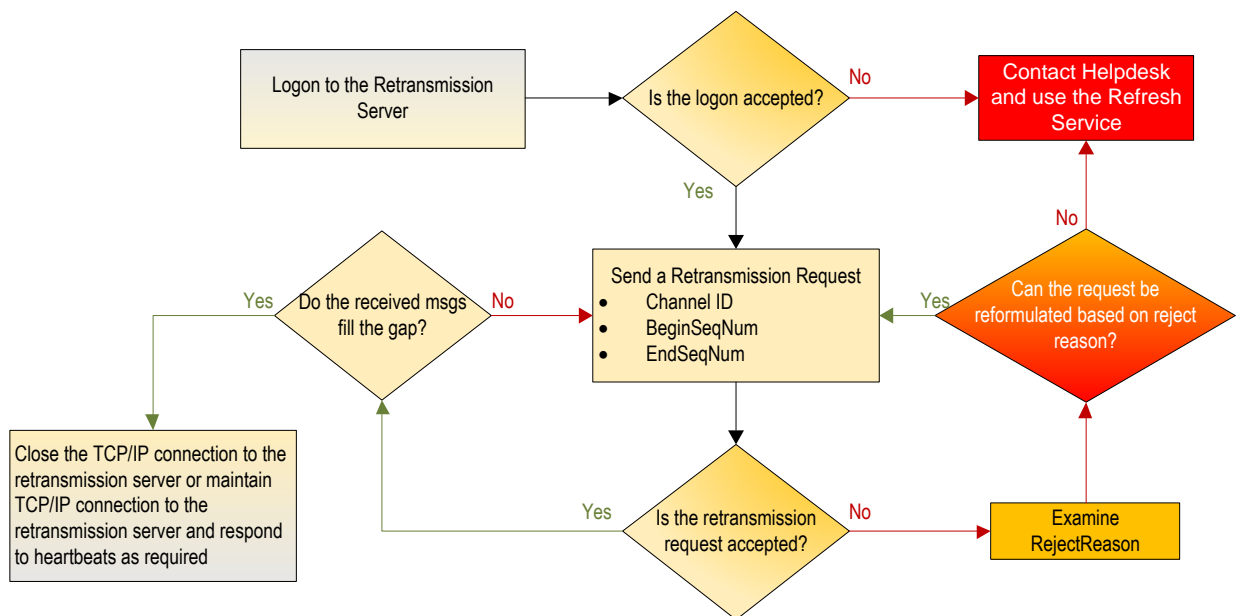 Logon to the Retransmission
Server
Is the logon accepted?
No
Contact Helpdesk
and use the Refresh
Service
Yes
No
Send a Retransmission Request
• Channel ID
• BeginSeqNum
• EndSeqNum
Yes
Do the received msgs
fill the gap?
No
Yes
Can the request be
reformulated based on reject
reason?
Close the TCP/IP connection to the
retransmission server or maintain
TCP/IP connection to the
retransmission server and respond
to heartbeats as required
Yes
Is the retransmission
request accepted?
No
Examine
RejectReason